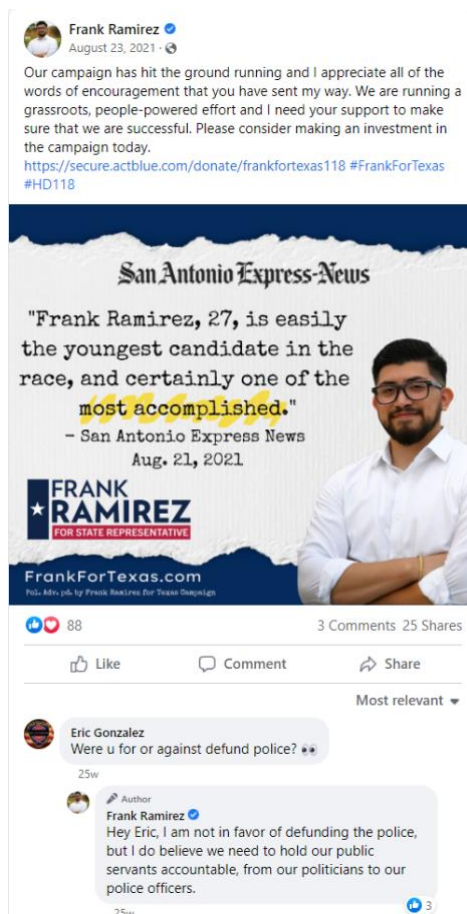 Frank Ramirez
August 23, 2021 ·
Our campaign has hit the ground running and I appreciate all of the
words of encouragement that you have sent my way. We are running a
grassroots, people-powered effort and I need your support to make
sure that we are successful. Please consider making an investment in
the campaign today.
https://secure.actblue.com/donate/frankfortexas118 #FrankForTexas
#HD118
San Antonio Express-News
"Frank Ramirez, 27, is easily
the youngest candidate in the
race, and certainly one of the
most accomplished."
– San Antonio Express News
Aug. 21, 2021
FRANK
RAMIREZ
FOR STATE REPRESENTATIVE
FrankForTexas.com
Pol. Adv. pd. by Frank Ramirez for Texas Campaign
88
3 Comments 25 Shares
Like
Comment
Share
Most relevant
Eric Gonzalez
Were u for or against defund police? 👀
25w
Author
Frank Ramirez
Hey Eric, I am not in favor of defunding the police,
but I do believe we need to hold our public
servants accountable, from our politicians to our
police officers.
3
25w